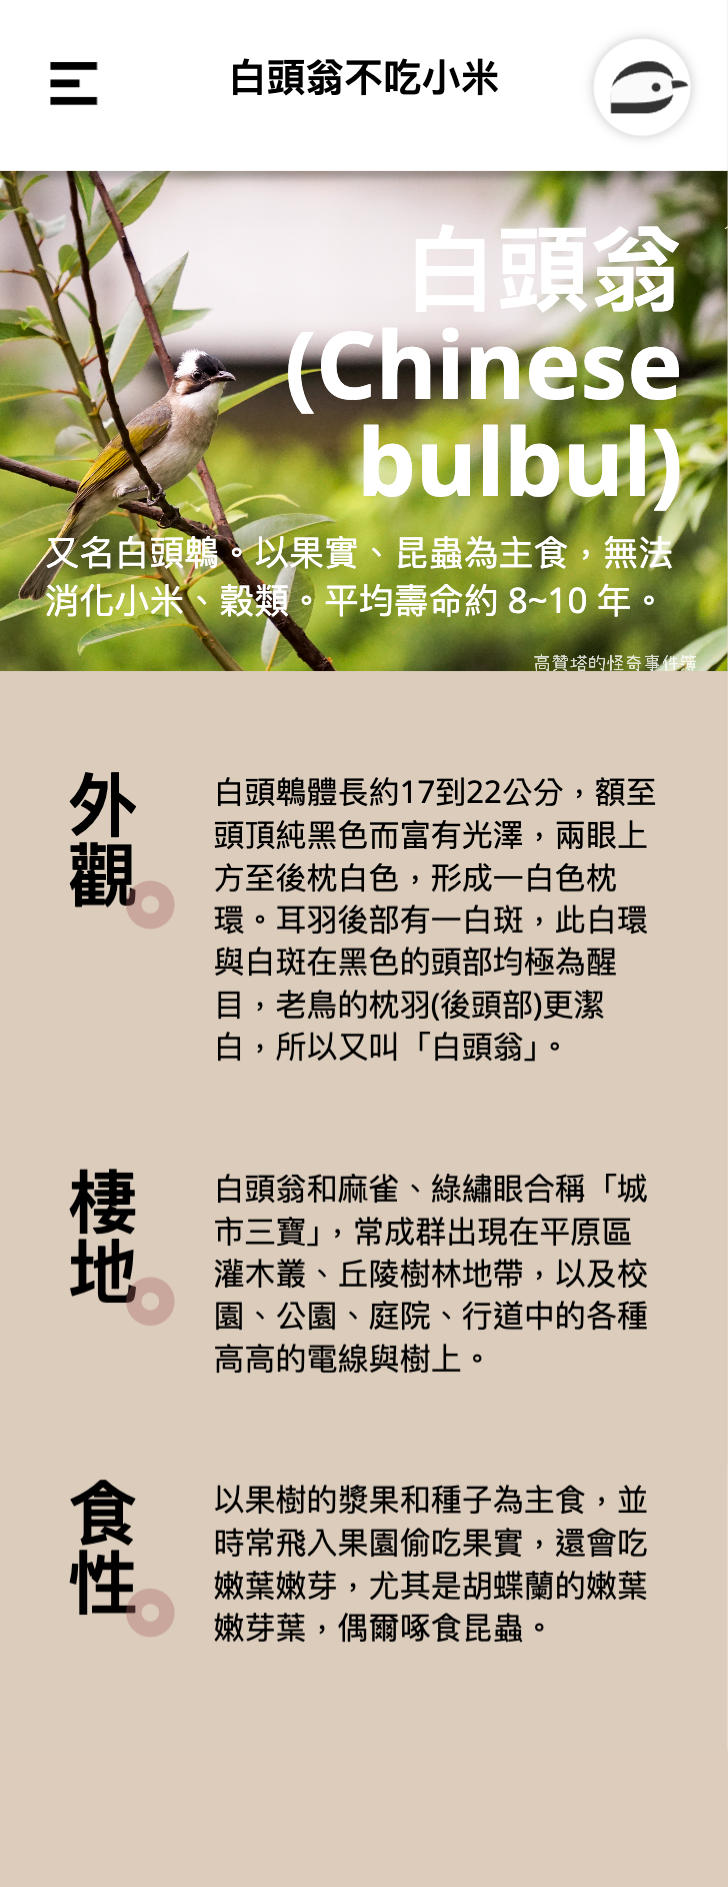 白頭翁不吃小米
白頭翁
(Chinese
bulbul)
又名白頭鵯。以果實、昆蟲為主食，無法
消化小米、穀類。平均壽命約 8~10 年。
高贊塔的怪奇事件簿
外
觀
白頭鵯體長約17到22公分，額至
頭頂純黑色而富有光澤，兩眼上
方至後枕白色，形成一白色枕
環。耳羽後部有一白斑，此白環
與白斑在黑色的頭部均極為醒
目，老鳥的枕羽(後頭部)更潔
白，所以又叫「白頭翁」。
棲
地
白頭翁和麻雀、綠繡眼合稱「城
市三寶」，常成群出現在平原區
灌木叢、丘陵樹林地帶，以及校
園、公園、庭院、行道中的各種
高高的電線與樹上。
食
性
以果樹的漿果和種子為主食，並
時常飛入果園偷吃果實，還會吃
嫩葉嫩芽，尤其是胡蝶蘭的嫩葉
嫩芽葉，偶爾啄食昆蟲。